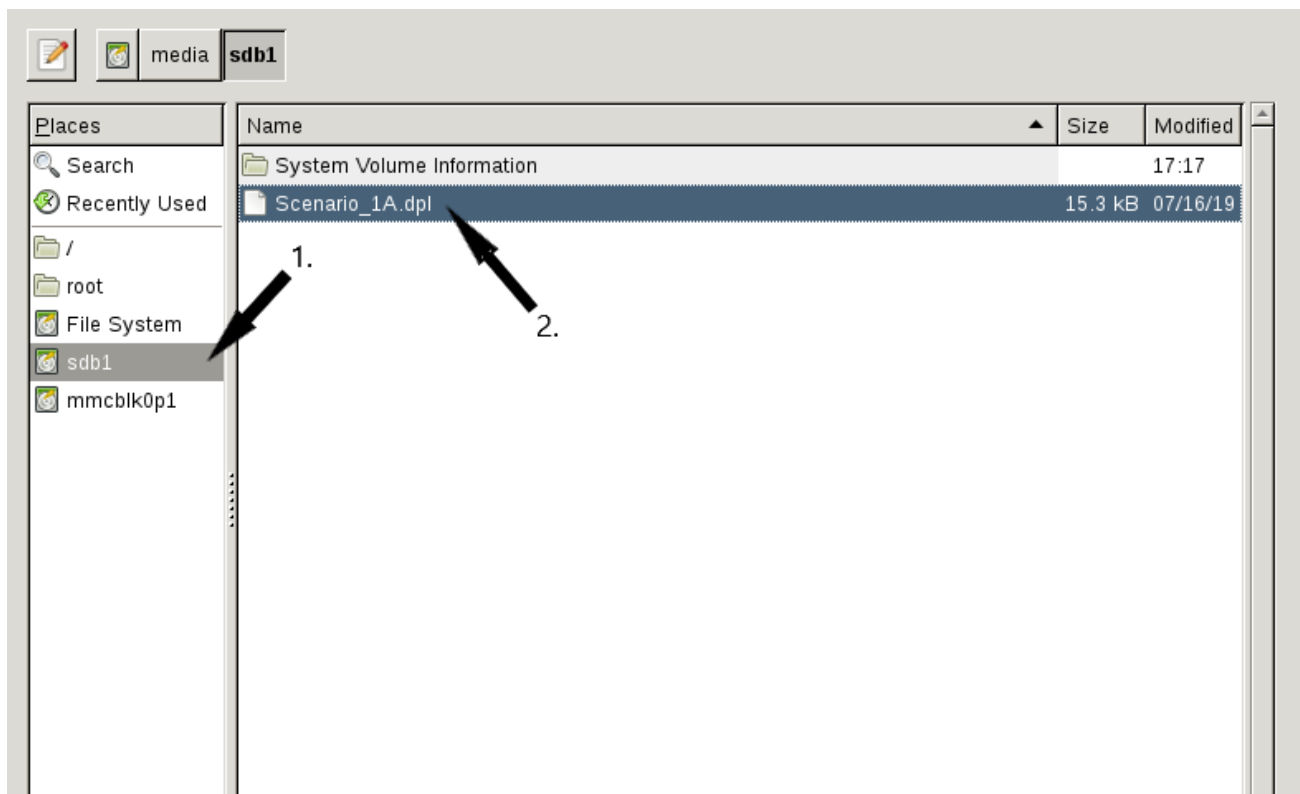 media sdb1
Places
Name Size Modified
Search
System Volume Information 17:17
Recently Used
Scenario_1A.dpl 15.3 kB 07/16/19
/
1.
root
File System
2.
sdb1
mmcblk0p1